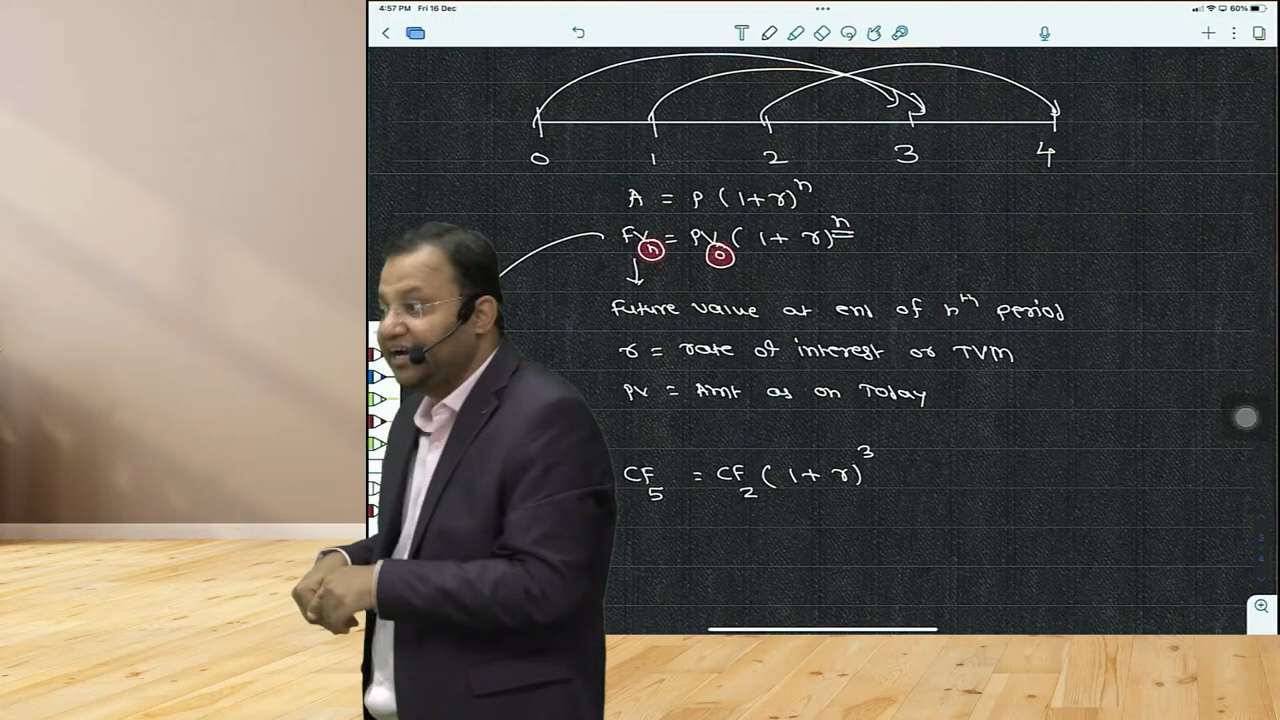 4:57 PM Fri 16 Dec
60%
0 1 2 3 4
A = P (1+r)^n
FV_n = PV_0 (1+r)^n
Future value at end of nth period
r = rate of interest or TVM
PV = Amt as on Today
CF_5 = CF_2 (1+r)^3